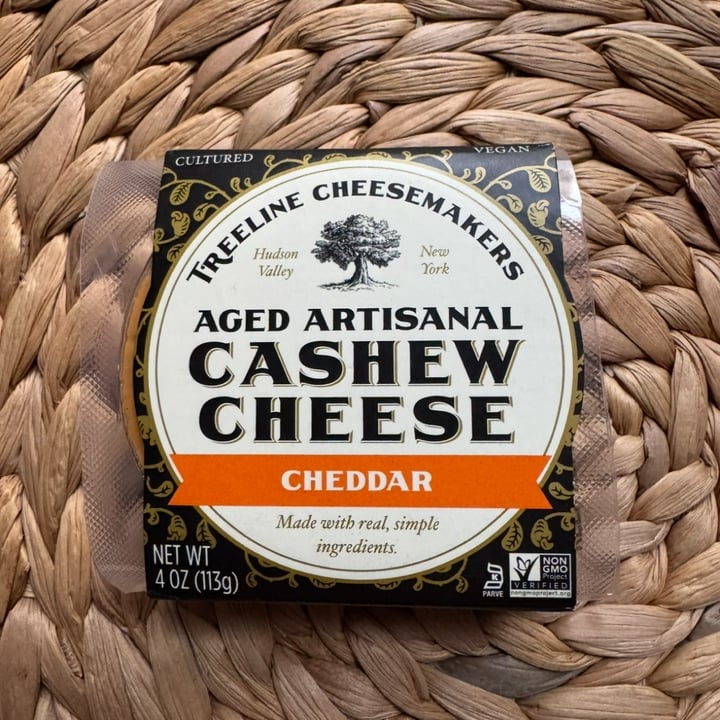 CULTURED
VEGAN
TREELINE CHEESEMAKERS
Hudson
Valley
New
York
AGED ARTISANAL
CASHEW
CHEESE
CHEDDAR
Made with real, simple
ingredients.
NET WT
4 OZ (113g)
K
PARVE
NON
GMO
Project
VERIFIED
nongmoproject.org